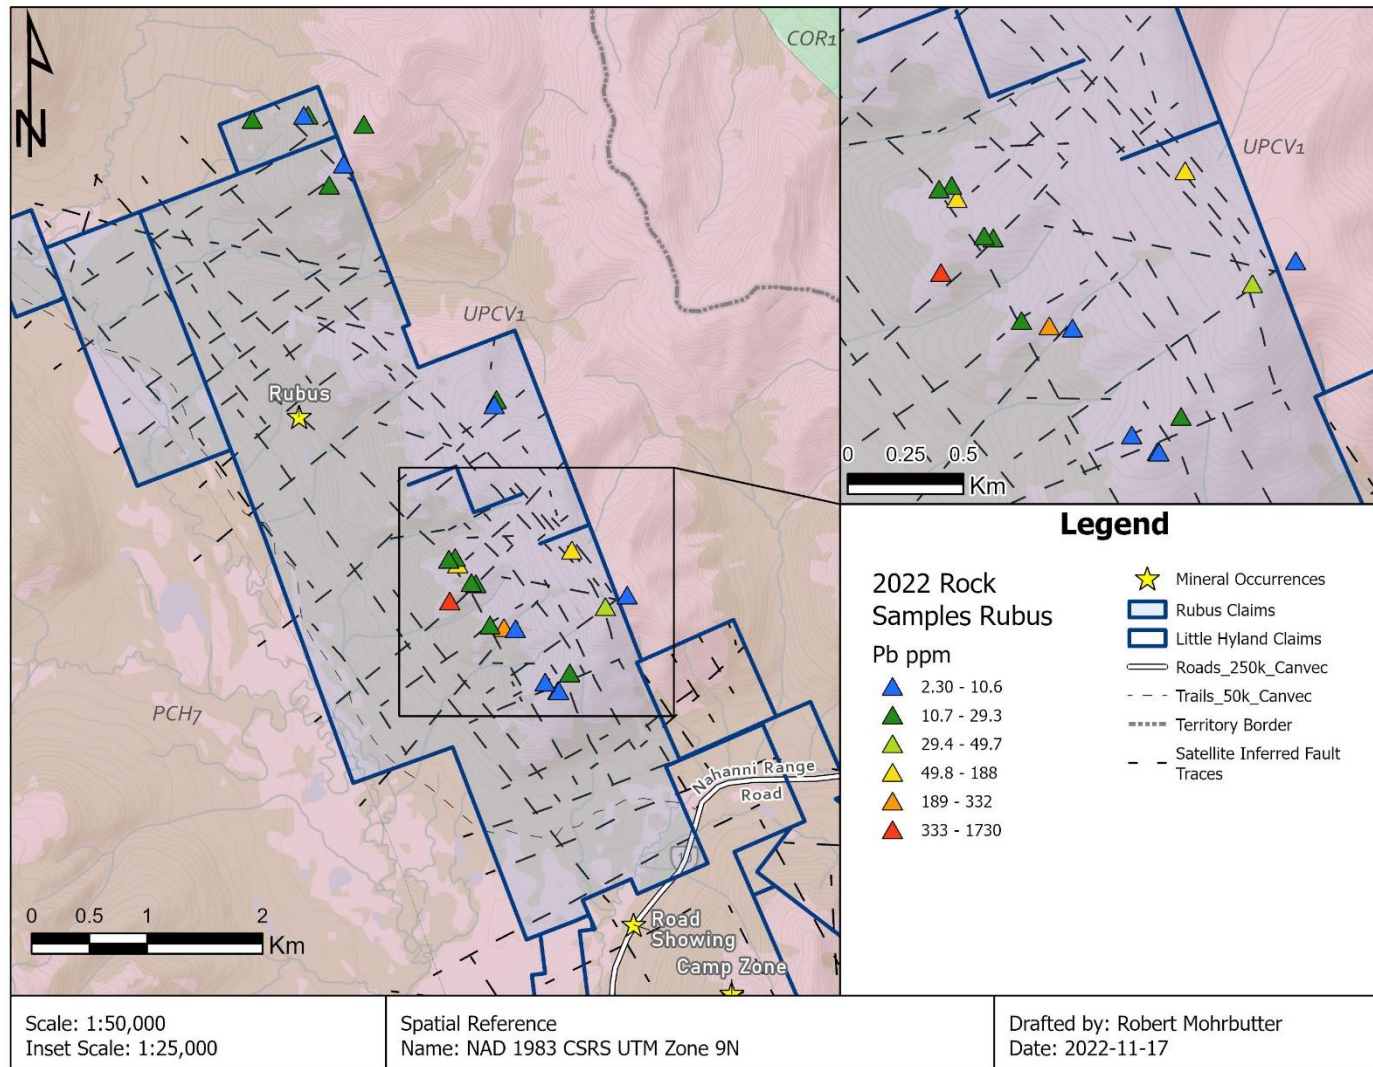 N
COR1
UPCV1
Rubus
PCH7
Nahanni Range
Road
Road
Showing
Camp Zone
0 0.5 1 2
Km
UPCV1
0 0.25 0.5
Km
Legend
2022 Rock
Samples Rubus
Pb ppm
2.30 - 10.6
10.7 - 29.3
29.4 - 49.7
49.8 - 188
189 - 332
333 - 1730
Mineral Occurrences
Rubus Claims
Little Hyland Claims
Roads_250k_Canvec
Trails_50k_Canvec
Territory Border
Satellite Inferred Fault
Traces
Scale: 1:50,000
Inset Scale: 1:25,000
Spatial Reference
Name: NAD 1983 CSRS UTM Zone 9N
Drafted by: Robert Mohrbutter
Date: 2022-11-17